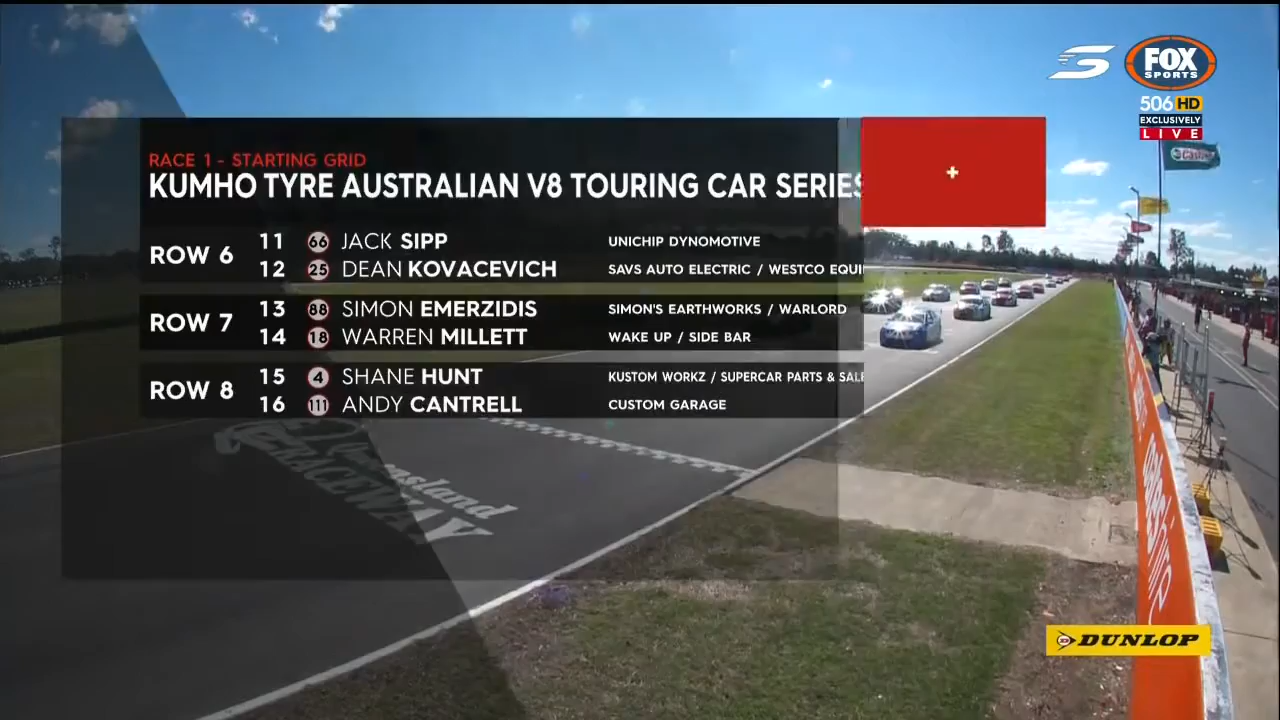 FOX
SPORTS
506 HD
EXCLUSIVELY
LIVE
Castrol
RACE 1 - STARTING GRID
KUMHO TYRE AUSTRALIAN V8 TOURING CAR SERIES
ROW 6
11 66 JACK SIPP UNICHIP DYNOMOTIVE
12 25 DEAN KOVACEVICH SAVS AUTO ELECTRIC / WESTCO EQUI
ROW 7
13 88 SIMON EMERZIDIS SIMON'S EARTHWORKS / WARLORD
14 18 WARREN MILLETT WAKE UP / SIDE BAR
ROW 8
15 4 SHANE HUNT KUSTOM WORKZ / SUPERCAR PARTS & SALE
16 111 ANDY CANTRELL CUSTOM GARAGE
Queensland
RACEWAY
coates hire
DUNLOP